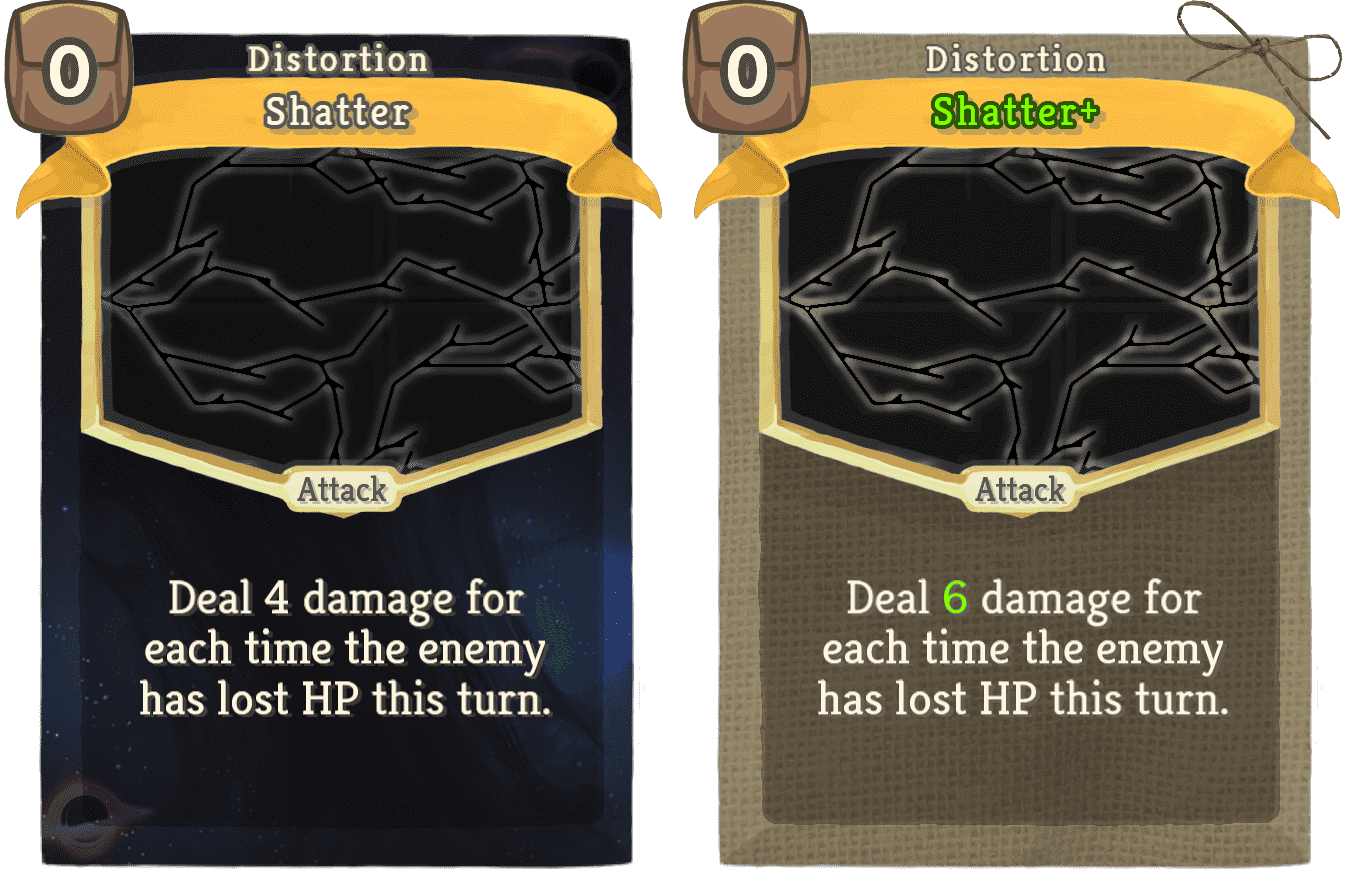 0
Distortion
Shatter
Attack
Deal 4 damage for
each time the enemy
has lost HP this turn.
0
Distortion
Shatter+
Attack
Deal 6 damage for
each time the enemy
has lost HP this turn.